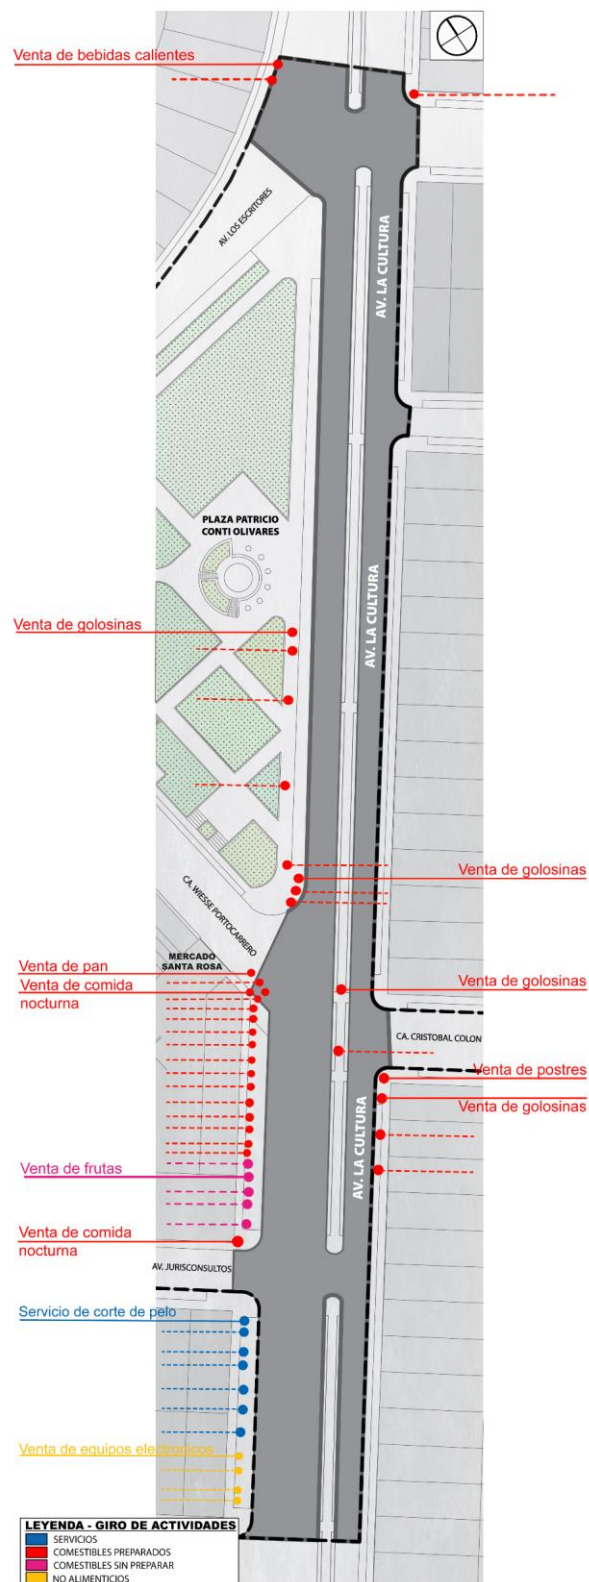 Venta de bebidas calientes
AV. LOS ESCRITORES
AV. LA CULTURA
PLAZA PATRICIO
CONTI OLIVARES
AV. LA CULTURA
Venta de golosinas
Venta de golosinas
CA. WIESSE PORTOCARRERO
MERCADO
SANTA ROSA
Venta de pan
Venta de comida
nocturna
Venta de golosinas
CA. CRISTOBAL COLON
Venta de postres
Venta de golosinas
AV. LA CULTURA
Venta de frutas
Venta de comida
nocturna
AV. JURISCONSULTOS
Servicio de corte de pelo
Venta de equipos electronicos
LEYENDA - GIRO DE ACTIVIDADES
SERVICIOS
COMESTIBLES PREPARADOS
COMESTIBLES SIN PREPARAR
NO ALIMENTICIOS